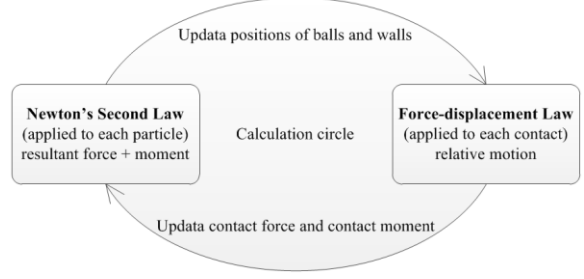 Updata positions of balls and walls
Newton's Second Law
(applied to each particle)
resultant force + moment
Calculation circle
Force-displacement Law
(applied to each contact)
relative motion
Updata contact force and contact moment